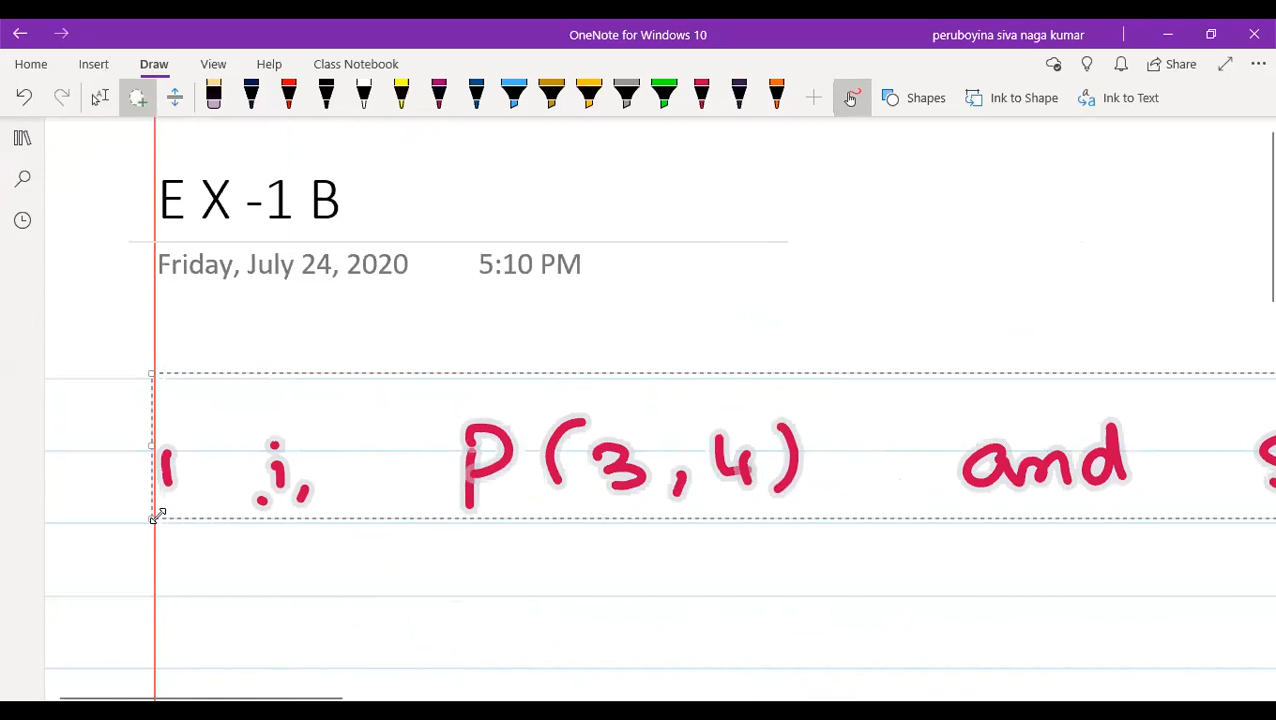 OneNote for Windows 10
peruboyina siva naga kumar
Home Insert Draw View Help Class Notebook Share
Shapes Ink to Shape Ink to Text
E X -1 B
Friday, July 24, 2020 5:10 PM
1 i, P(3,4) and